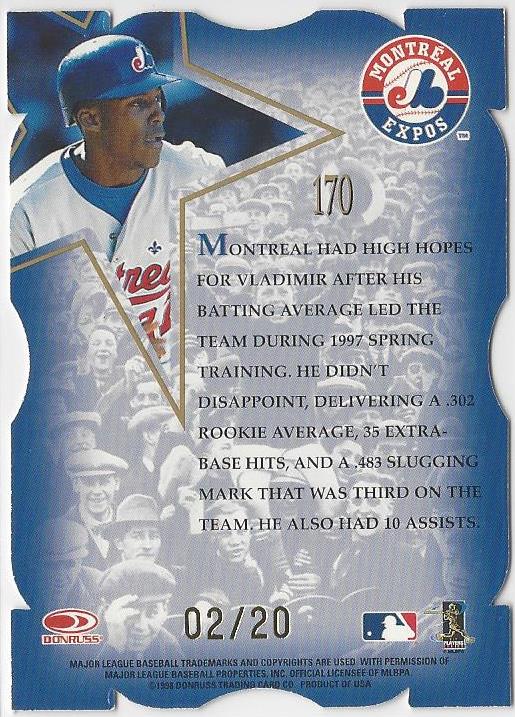 MONTRÉAL
EXPOS
TM
170
MONTREAL HAD HIGH HOPES
FOR VLADIMIR AFTER HIS
BATTING AVERAGE LED THE
TEAM DURING 1997 SPRING
TRAINING. HE DIDN'T
DISAPPOINT, DELIVERING A .302
ROOKIE AVERAGE, 35 EXTRA-
BASE HITS, AND A .483 SLUGGING
MARK THAT WAS THIRD ON THE
TEAM. HE ALSO HAD 10 ASSISTS.
02/20
DONRUSS
PLAYERS
MAJOR LEAGUE BASEBALL TRADEMARKS AND COPYRIGHTS ARE USED WITH PERMISSION OF
MAJOR LEAGUE BASEBALL PROPERTIES, INC. OFFICIAL LICENSEE OF MLBPA.
©1998 DONRUSS TRADING CARD CO. PRODUCT OF USA